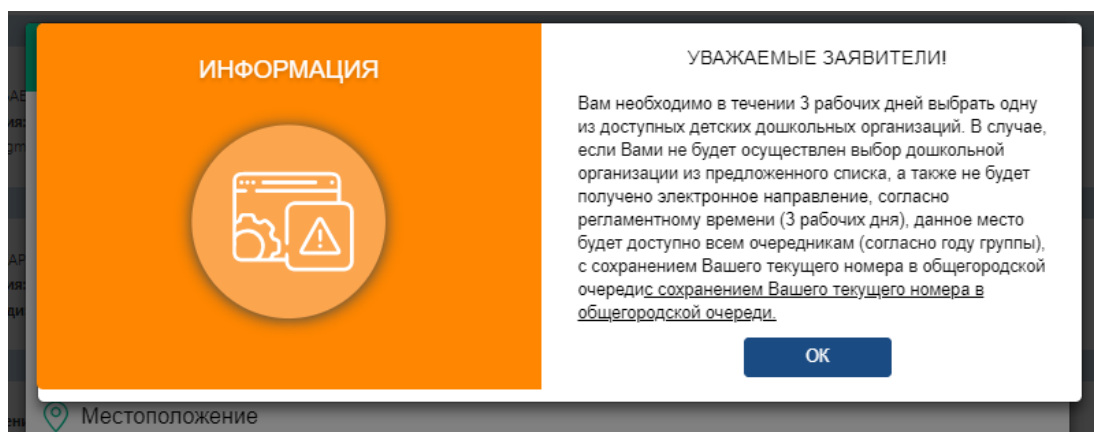 ИНФОРМАЦИЯ
УВАЖАЕМЫЕ ЗАЯВИТЕЛИ!
Вам необходимо в течении 3 рабочих дней выбрать одну
из доступных детских дошкольных организаций. В случае,
если Вами не будет осуществлен выбор дошкольной
организации из предложенного списка, а также не будет
получено электронное направление, согласно
регламентному времени (3 рабочих дня), данное место
будет доступно всем очередникам (согласно году группы),
с сохранением Вашего текущего номера в общегородской
очередис сохранением Вашего текущего номера в
общегородской очереди.
ОК
Местоположение